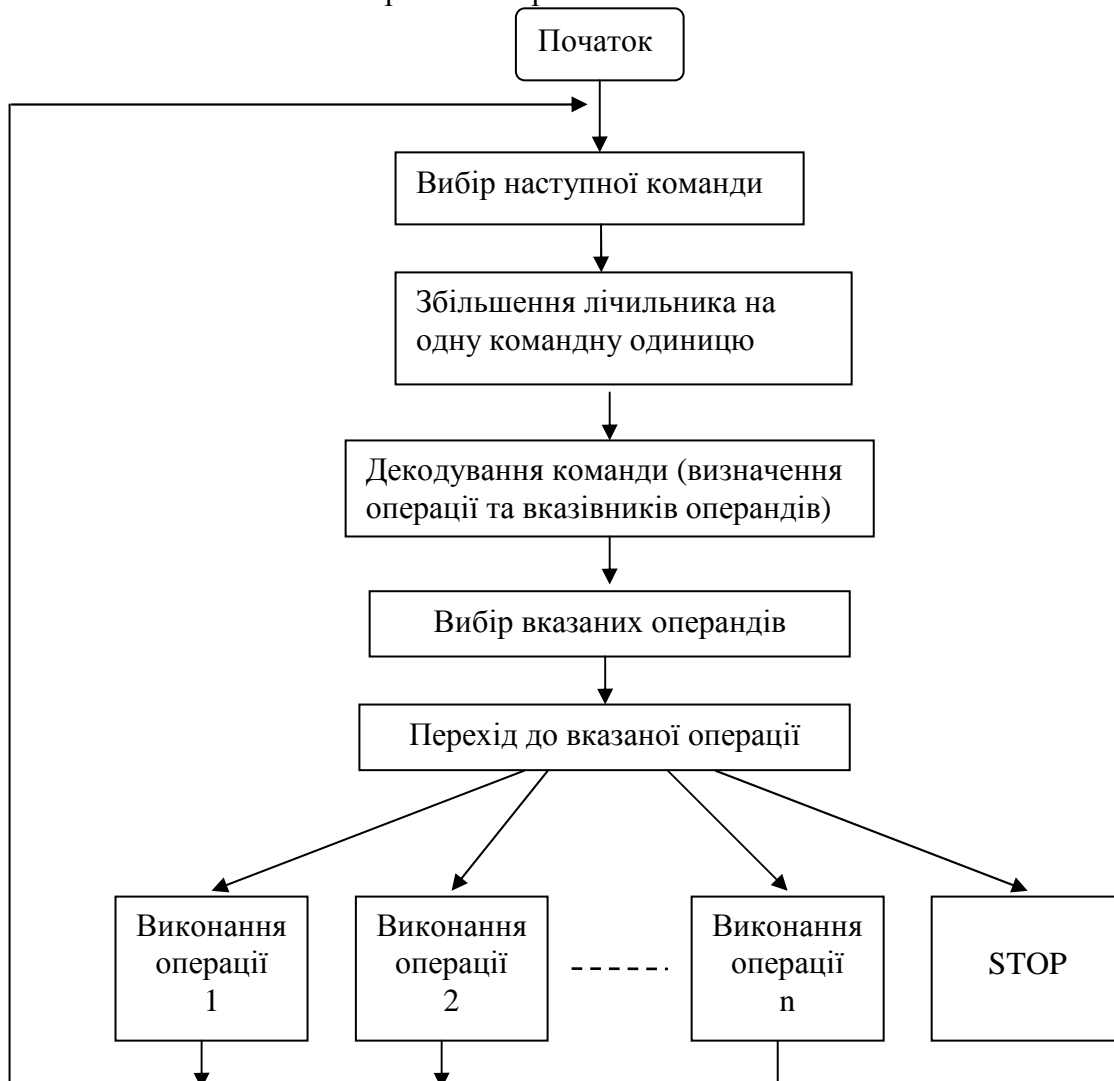 Початок
Вибір наступної команди
Збільшення лічильника на
одну командну одиницю
Декодування команди (визначення
операції та вказівників операндів)
Вибір вказаних операндів
Перехід до вказаної операції
Виконання
операції
1
Виконання
операції
2
Виконання
операції
n
STOP